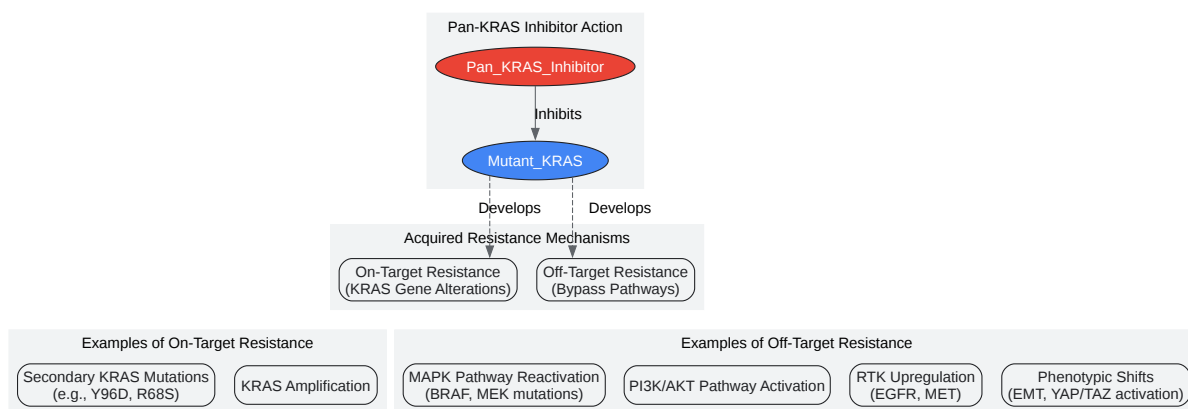 Pan-KRAS Inhibitor Action
Pan_KRAS_Inhibitor
Inhibits
Mutant_KRAS
Develops
Develops
Acquired Resistance Mechanisms
On-Target Resistance
(KRAS Gene Alterations)
Off-Target Resistance
(Bypass Pathways)
Examples of On-Target Resistance
Secondary KRAS Mutations
(e.g., Y96D, R68S)
KRAS Amplification
Examples of Off-Target Resistance
MAPK Pathway Reactivation
(BRAF, MEK mutations)
PI3K/AKT Pathway Activation
RTK Upregulation
(EGFR, MET)
Phenotypic Shifts
(EMT, YAP/TAZ activation)